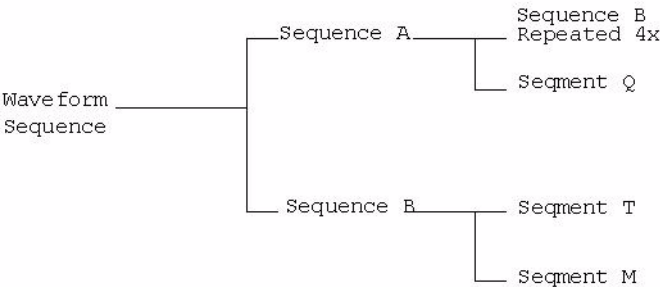 Waveform
Sequence
Sequence A
Sequence B
Repeated 4x
Seqment Q
Sequence B
Seqment T
Seqment M